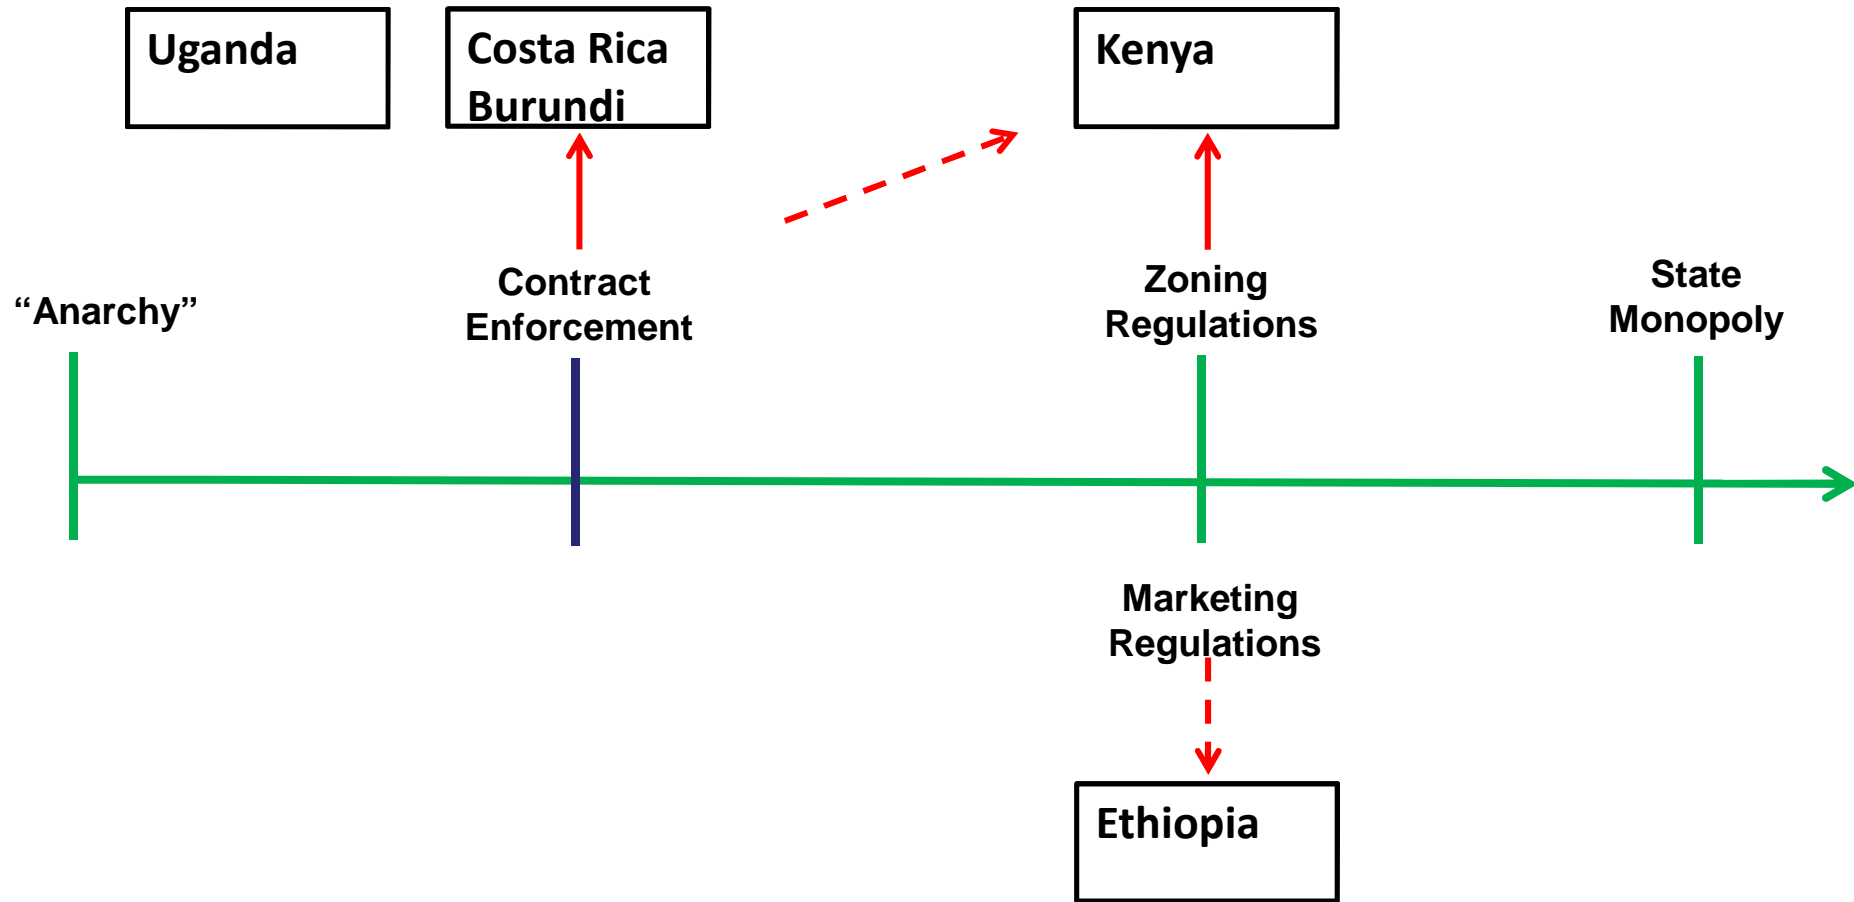 Uganda
Costa Rica
Burundi
Kenya
“Anarchy”
Contract
Enforcement
Zoning
Regulations
State
Monopoly
Marketing
Regulations
Ethiopia